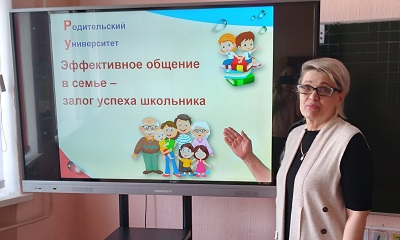 Родительский
Университет
Эффективное общение
в семье –
залог успеха школьника